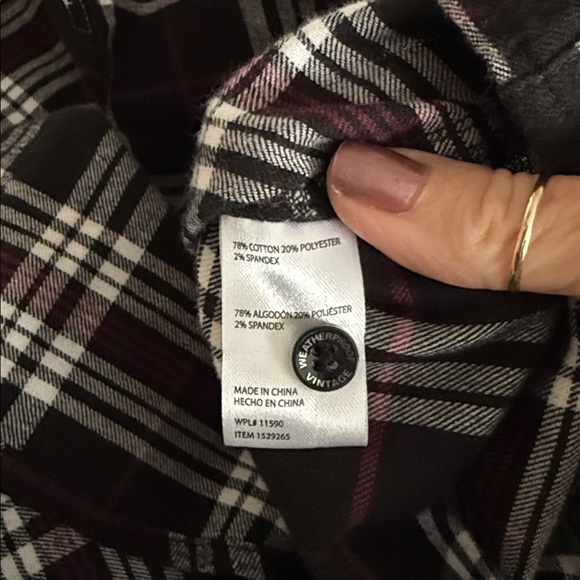 78% COTTON 20% POLYESTER
2% SPANDEX
78% ALGODÓN 20% POLIÉSTER
2% SPANDEX
WEATHERPROOF
VINTAGE
MADE IN CHINA
HECHO EN CHINA
WPL# 11590
ITEM 1529265